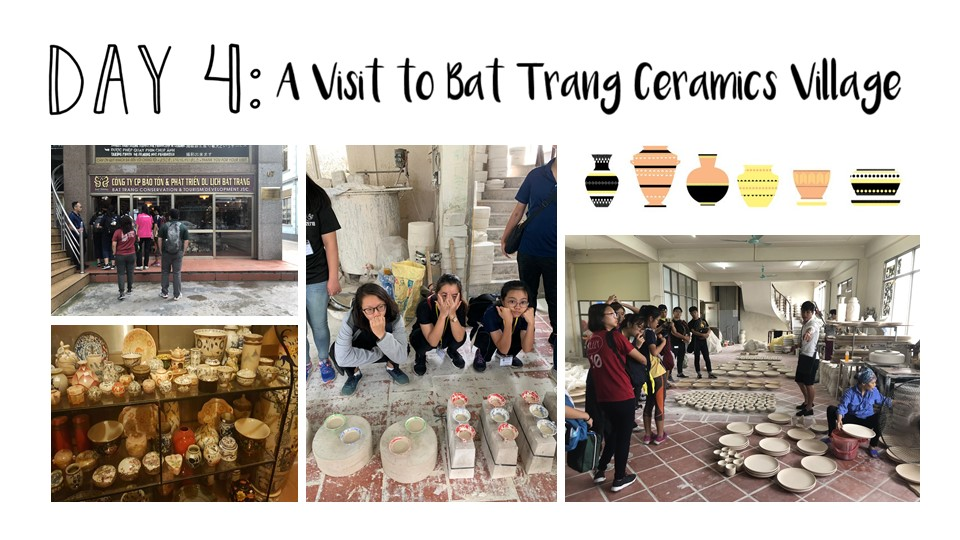 DAY 4: A Visit to Bat Trang Ceramics Village
CÔNG TY CP BẢO TỒN & PHÁT TRIỂN DU LỊCH BÁT TRÀNG
BAT TRANG CONSERVATION & TOURISM DEVELOPMENT JSC
10